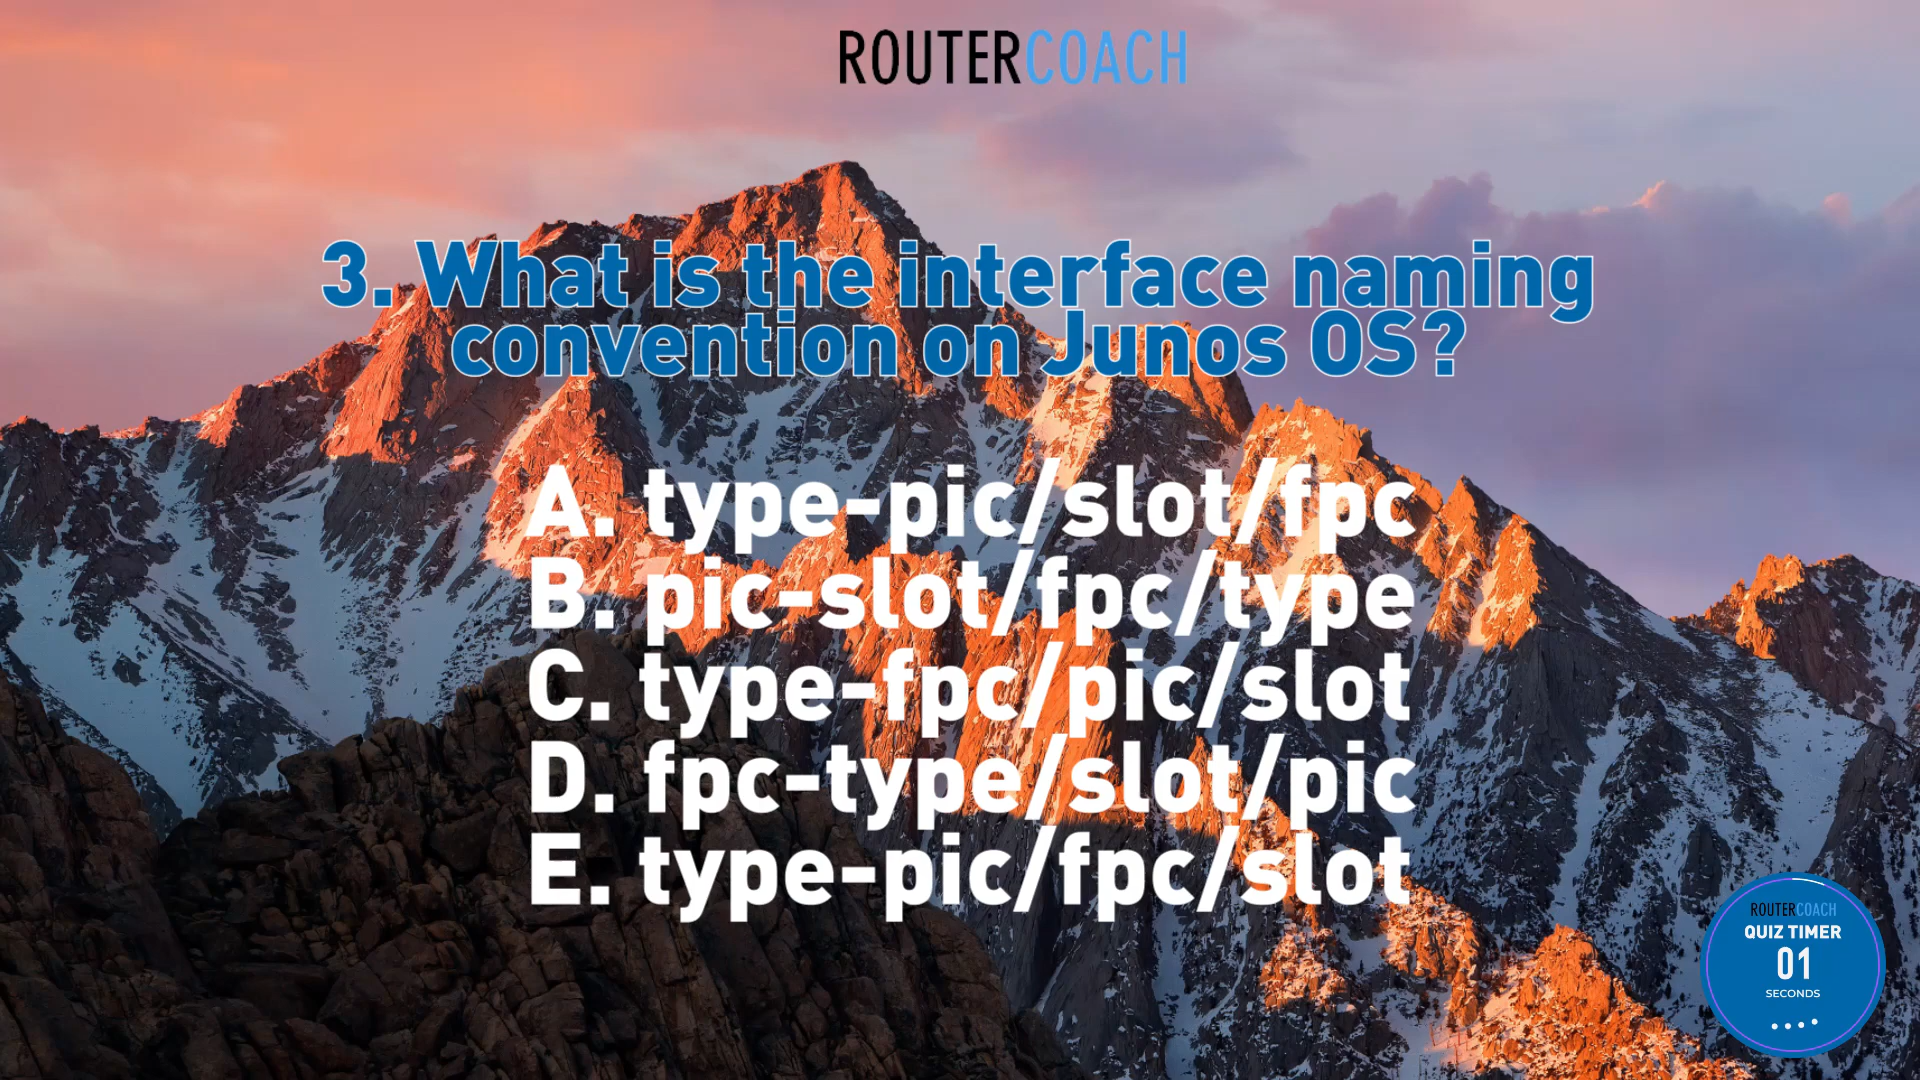 ROUTERCOACH
3. What is the interface naming
convention on Junos OS?
A. type-pic/slot/fpc
B. pic-slot/fpc/type
C. type-fpc/pic/slot
D. fpc-type/slot/pic
E. type-pic/fpc/slot
ROUTERCOACH
QUIZ TIMER
01
SECONDS